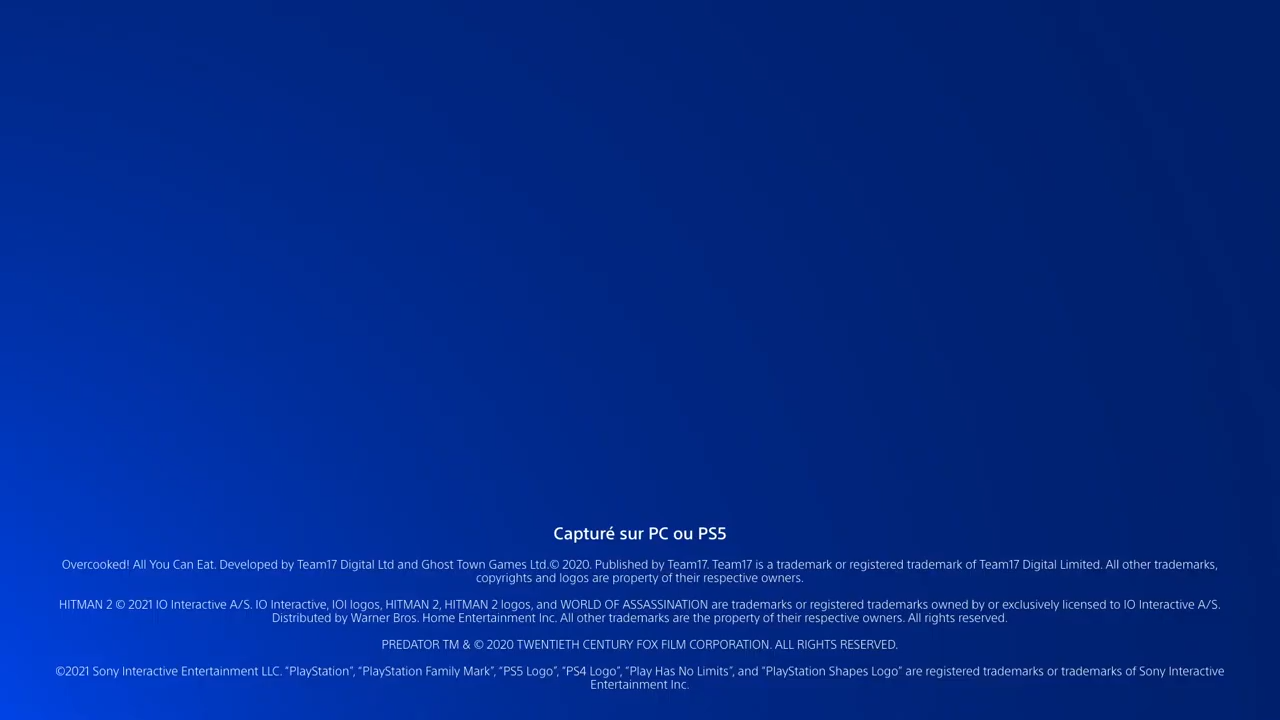 Capturé sur PC ou PS5
Overcooked! All You Can Eat. Developed by Team17 Digital Ltd and Ghost Town Games Ltd.© 2020. Published by Team17. Team17 is a trademark or registered trademark of Team17 Digital Limited. All other trademarks,
copyrights and logos are property of their respective owners.
HITMAN 2 © 2021 IO Interactive A/S. IO Interactive, IOI logos, HITMAN 2, HITMAN 2 logos, and WORLD OF ASSASSINATION are trademarks or registered trademarks owned by or exclusively licensed to IO Interactive A/S.
Distributed by Warner Bros. Home Entertainment Inc. All other trademarks are the property of their respective owners. All rights reserved.
PREDATOR TM & © 2020 TWENTIETH CENTURY FOX FILM CORPORATION. ALL RIGHTS RESERVED.
©2021 Sony Interactive Entertainment LLC. “PlayStation”, “PlayStation Family Mark”, “PS5 Logo”, “PS4 Logo”, “Play Has No Limits”, and “PlayStation Shapes Logo” are registered trademarks or trademarks of Sony Interactive
Entertainment Inc.